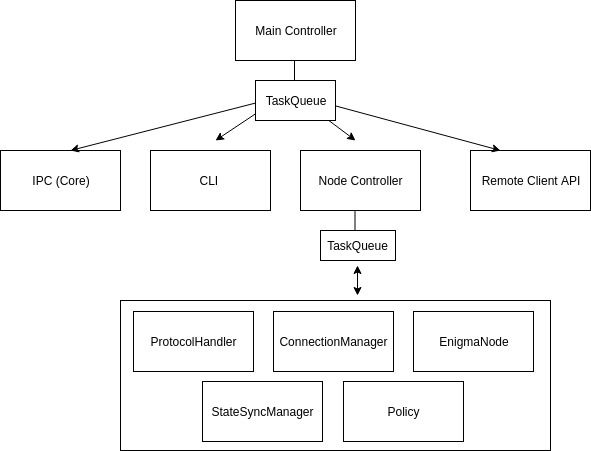 Main Controller
TaskQueue
IPC (Core)
CLI
Node Controller
Remote Client API
TaskQueue
ProtocolHandler
ConnectionManager
EnigmaNode
StateSyncManager
Policy